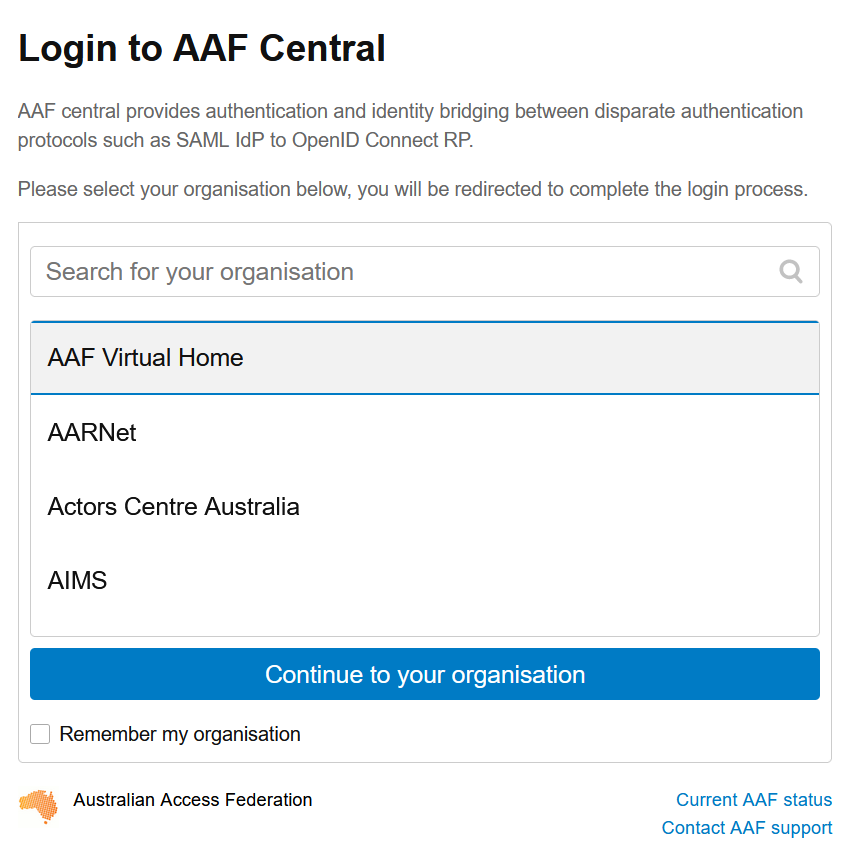 Login to AAF Central
AAF central provides authentication and identity bridging between disparate authentication
protocols such as SAML IdP to OpenID Connect RP.
Please select your organisation below, you will be redirected to complete the login process.
Search for your organisation
AAF Virtual Home
AARNet
Actors Centre Australia
AIMS
Continue to your organisation
Remember my organisation
Australian Access Federation
Current AAF status
Contact AAF support